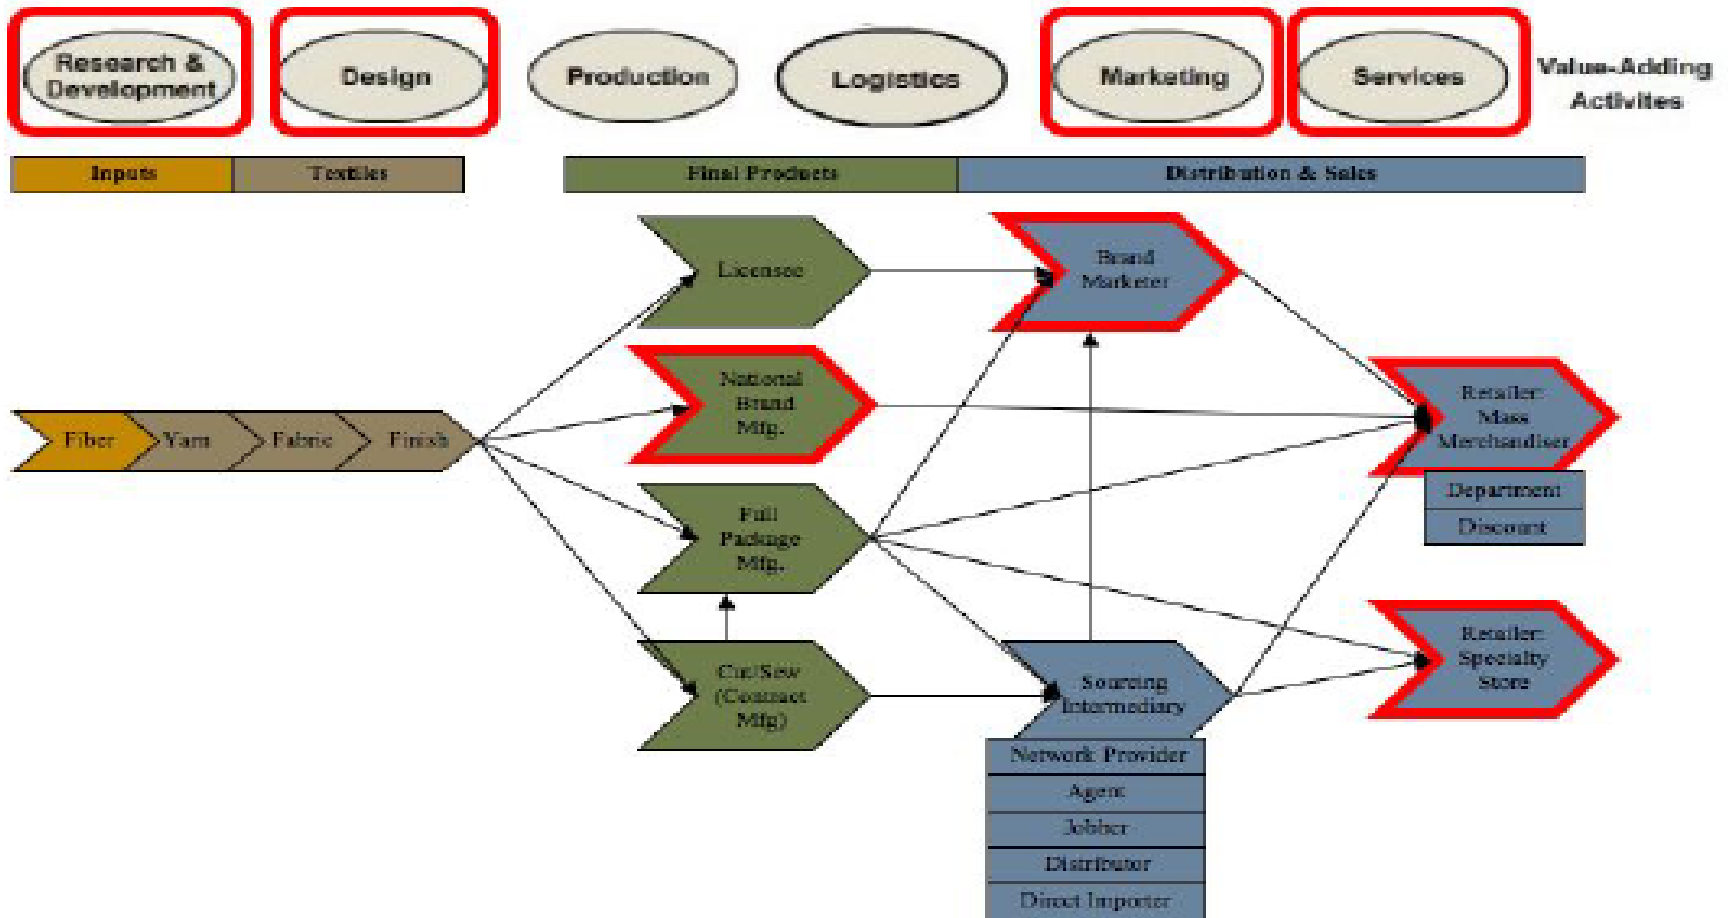 Research &
Development
Design
Production
Logistics
Marketing
Services
Value-Adding
Activites
Inputs
Textiles
Final Products
Distribution & Sales
Licensee
Brand
Marketer
National
Brand
Mfg.
Retailer:
Mass
Merchandiser
Fiber
Yarn
Fabric
Finish
Department
Discount
Full
Package
Mfg.
Retailer:
Specialty
Store
Cut/Sew
(Contract
Mfg)
Sourcing
Intermediary
Network Provider
Agent
Jobber
Distributor
Direct Importer